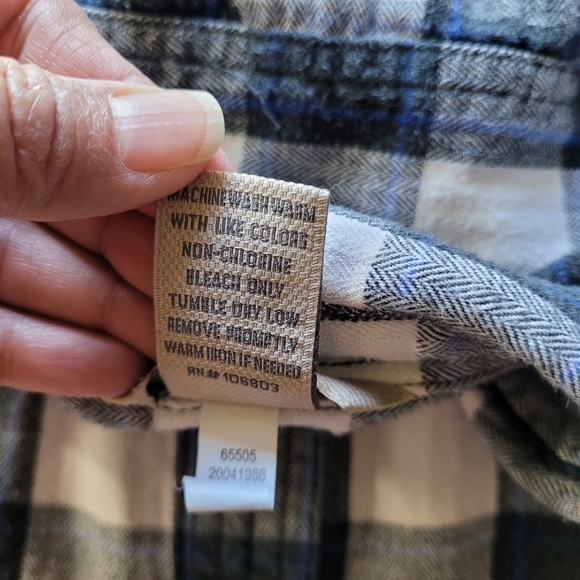 MACHINE WASH WARM
WITH LIKE COLORS
NON-CHLORINE
BLEACH ONLY
TUMBLE DRY LOW
REMOVE PROMPTLY
WARM IRON IF NEEDED
RN# 106803
65505
20041986